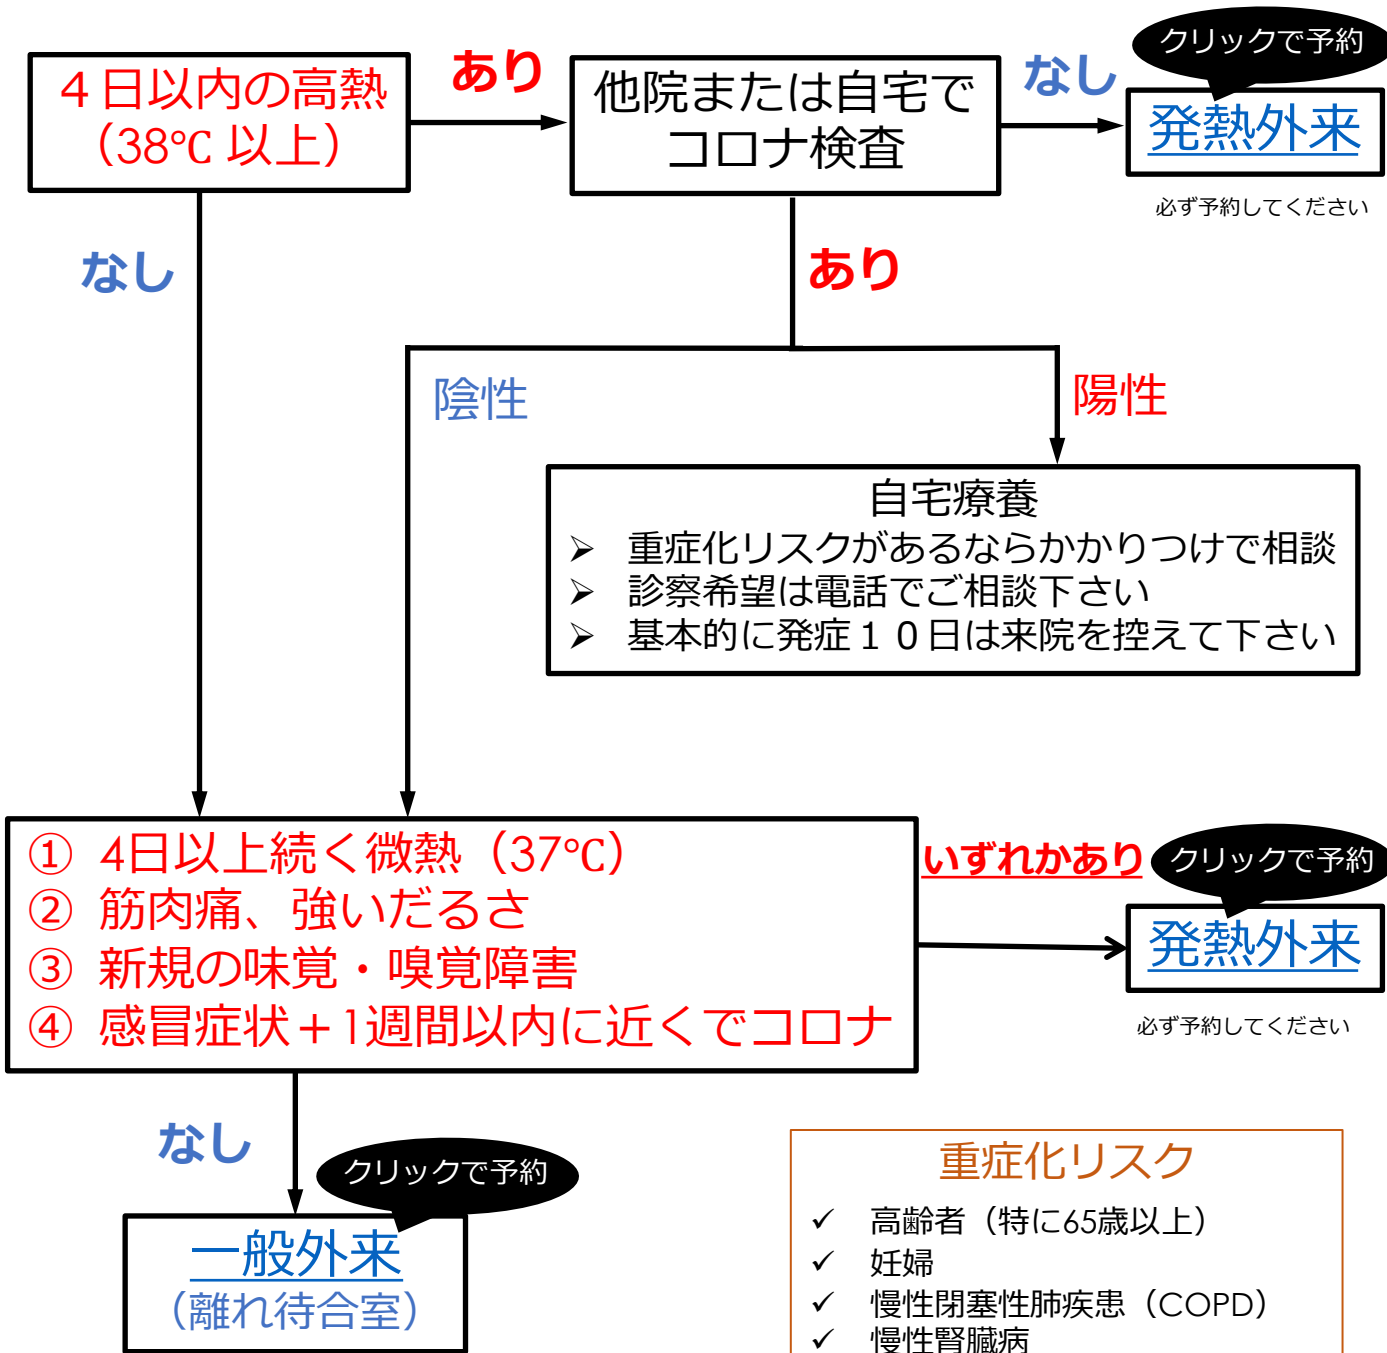 クリックで予約
４日以内の高熱
（38℃ 以上）
あり
他院または自宅で
コロナ検査
なし
発熱外来
必ず予約してください
なし
あり
陰性
陽性
自宅療養
➢ 重症化リスクがあるならかかりつけで相談
➢ 診察希望は電話でご相談下さい
➢ 基本的に発症１０日は来院を控えて下さい
① 4日以上続く微熱（37℃）
② 筋肉痛、強いだるさ
③ 新規の味覚・嗅覚障害
④ 感冒症状＋1週間以内に近くでコロナ
いずれかあり
クリックで予約
発熱外来
必ず予約してください
なし
クリックで予約
一般外来
（離れ待合室）
重症化リスク
✓ 高齢者（特に65歳以上）
✓ 妊婦
✓ 慢性閉塞性肺疾患（COPD）
✓ 慢性腎臓病